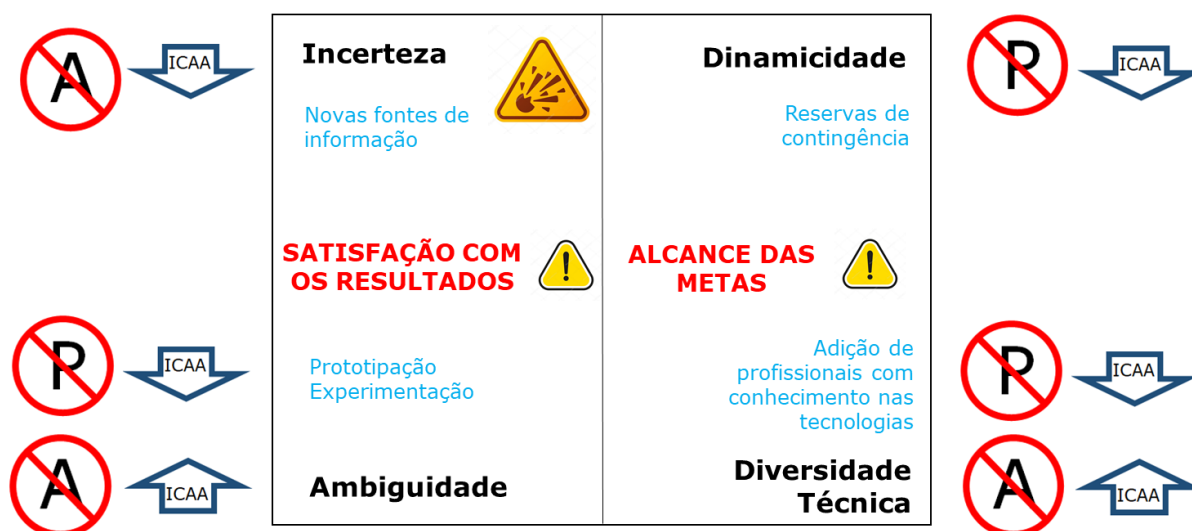 A
ICAA
Incerteza
Novas fontes de
informação
Dinamicidade
Reservas de
contingência
P
ICAA
SATISFAÇÃO COM
OS RESULTADOS
!
ALCANCE DAS
METAS
!
P
ICAA
Prototipação
Experimentação
Adição de
profissionais com
conhecimento nas
tecnologias
P
ICAA
A
ICAA
Ambiguidade
Diversidade
Técnica
A
ICAA